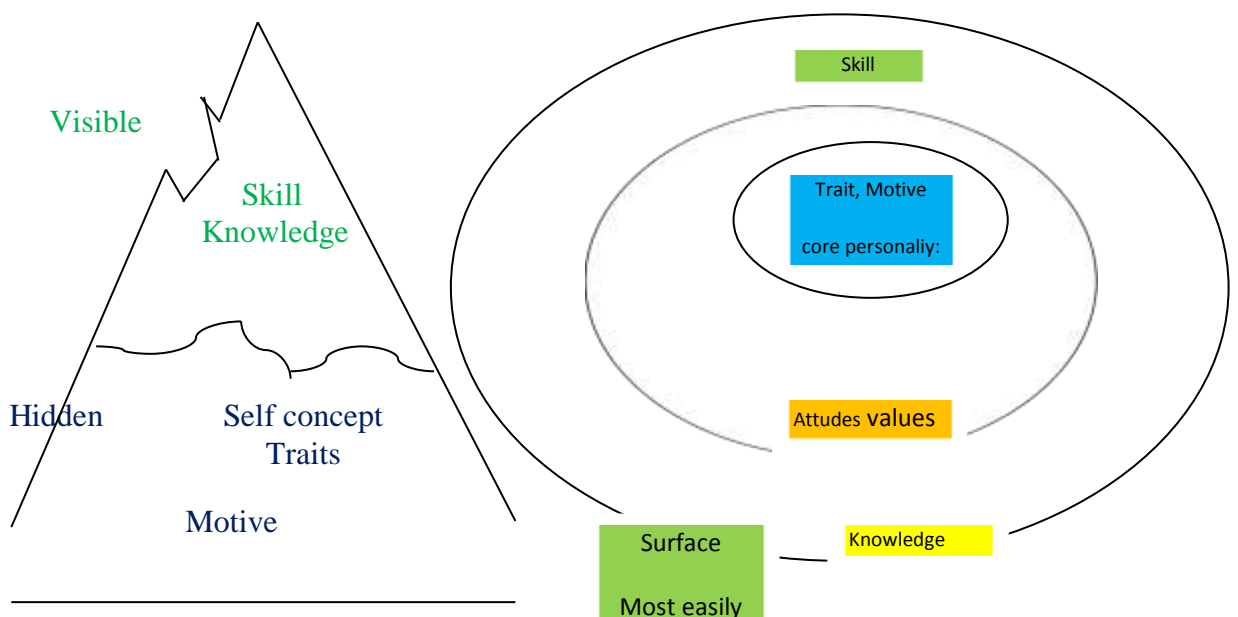 Visible
Skill
Knowledge
Hidden
Self concept
Traits
Motive
Skill
Trait, Motive
core personaliy:
Attudes values
Knowledge
Surface
Most easily